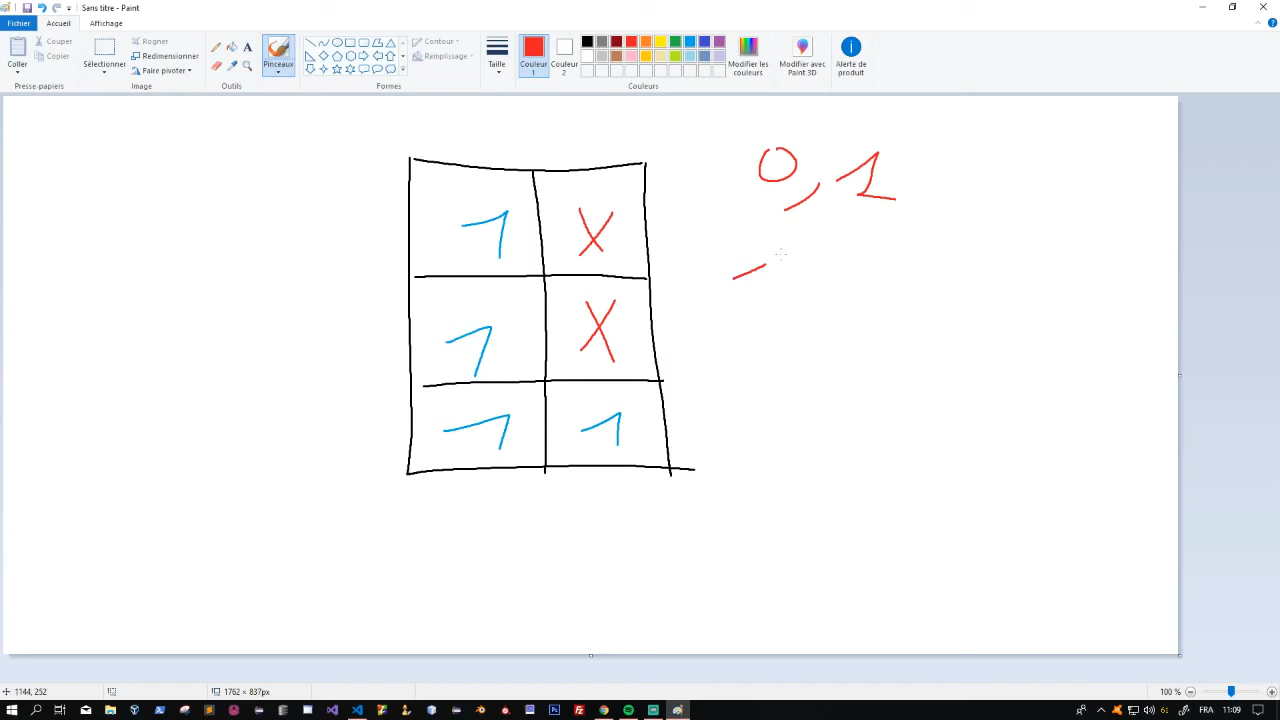 Sans titre - Paint
Fichier Accueil Affichage
Coller
Couper
Copier
Presse-papiers
Sélectionner
Rogner
Redimensionner
Faire pivoter
Image
A
Outils
Pinceaux
Contour
Remplissage
Formes
Taille
Couleur 1
Couleur 2
Modifier les couleurs
Couleurs
Modifier avec Paint 3D
Alerte de produit
1 X
1 X
1 1
0, 1
1144, 252
1762 × 837px
100 %
61
FRA
11:09